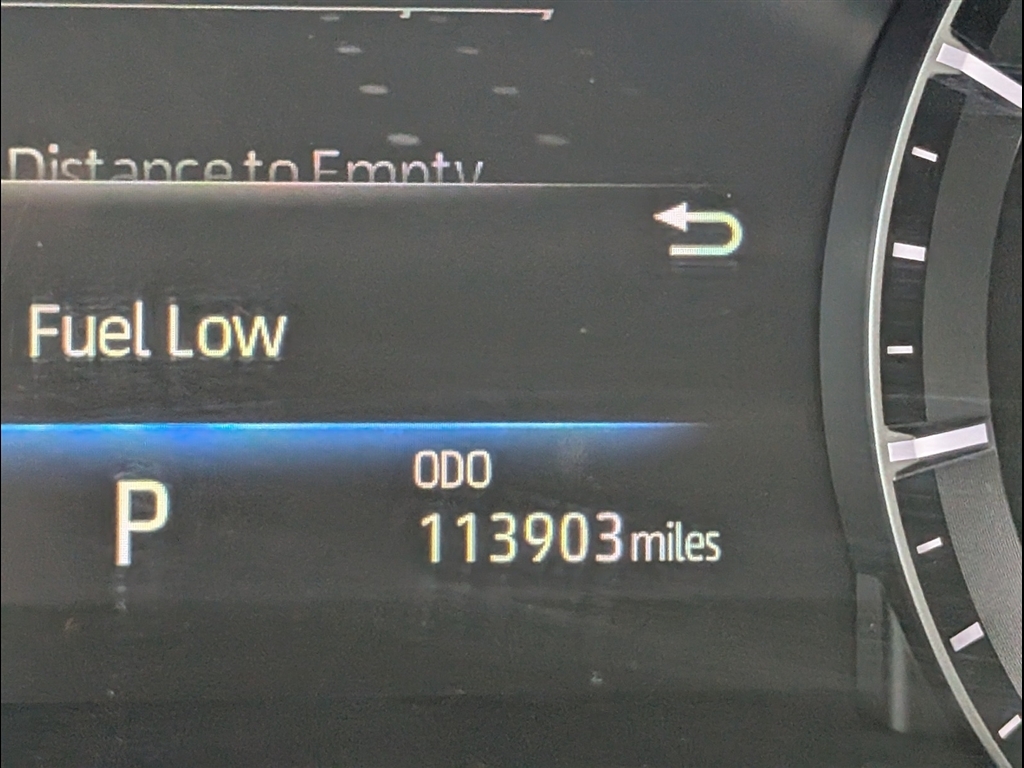 Distance to Empty
Fuel Low
ODO
P
113903 miles